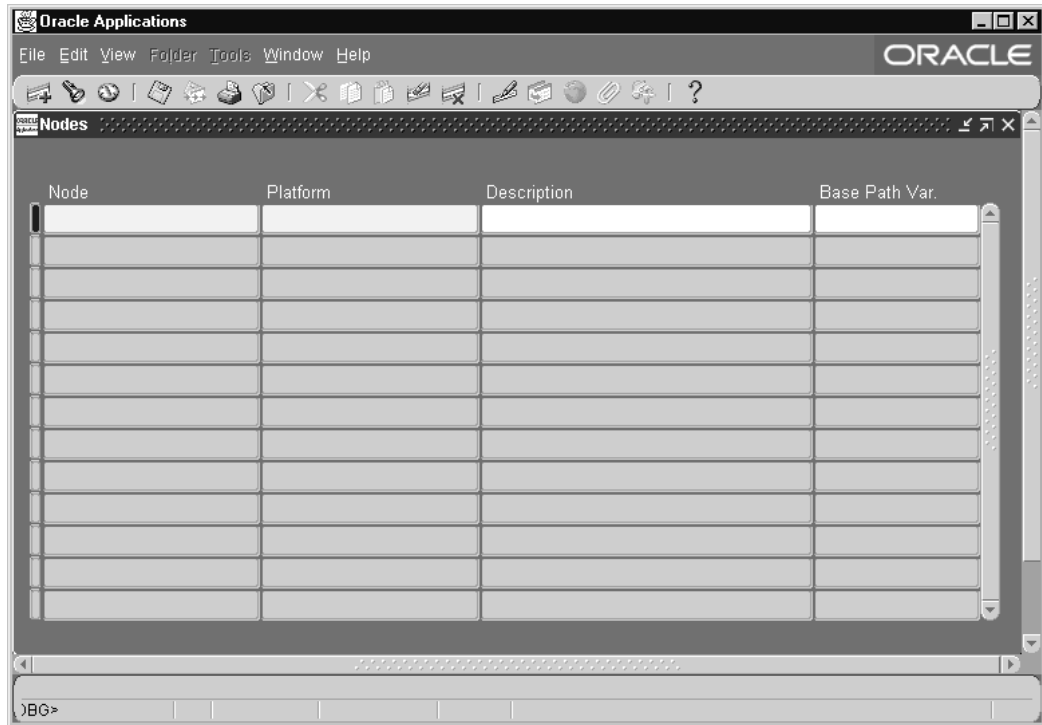 Oracle Applications
File Edit View Folder Tools Window Help
ORACLE
?
Nodes
Node Platform Description Base Path Var.
)BG>